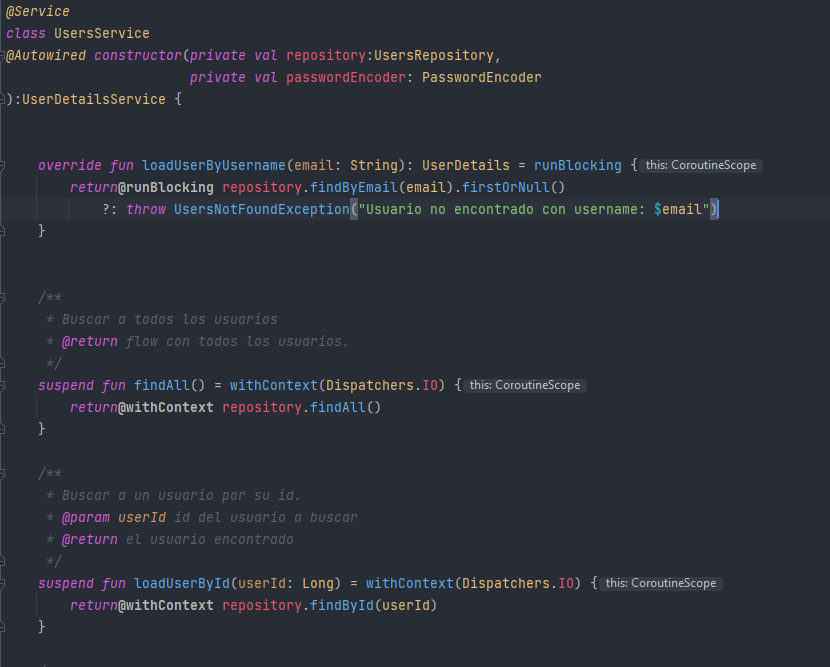 @Service
class UsersService
@Autowired constructor(private val repository:UsersRepository,
private val passwordEncoder: PasswordEncoder
):UserDetailsService {
override fun loadUserByUsername(email: String): UserDetails = runBlocking { this: CoroutineScope
return@runBlocking repository.findByEmail(email).firstOrNull()
?: throw UsersNotFoundException("Usuario no encontrado con username: $email")
}
/**
* Buscar a todos los usuarios
* @return flow con todos los usuarios.
*/
suspend fun findAll() = withContext(Dispatchers.IO) { this: CoroutineScope
return@withContext repository.findAll()
}
/**
* Buscar a un usuario por su id.
* @param userId id del usuario a buscar
* @return el usuario encontrado
*/
suspend fun loadUserById(userId: Long) = withContext(Dispatchers.IO) { this: CoroutineScope
return@withContext repository.findById(userId)
}